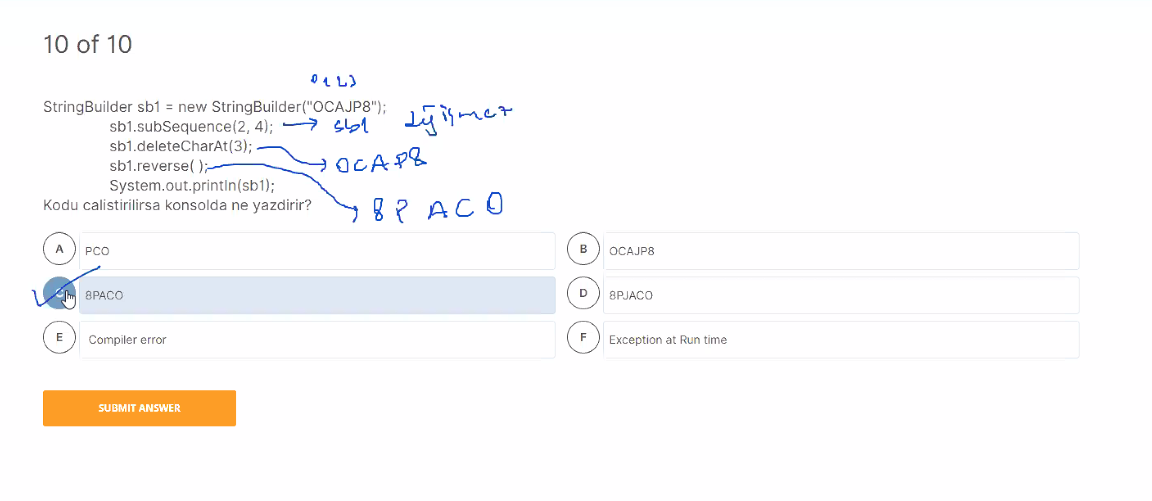 10 of 10
0 1 2 3
StringBuilder sb1 = new StringBuilder("OCAJP8");
sb1.subSequence(2, 4); → sb1
sb1.deleteCharAt(3); → OCAP8
sb1.reverse( ); → 8PACO
System.out.println(sb1);
Kodu calistirilirsa konsolda ne yazdirir?
A PCO
B OCAJP8
8PACO
D 8PJACO
E Compiler error
F Exception at Run time
SUBMIT ANSWER